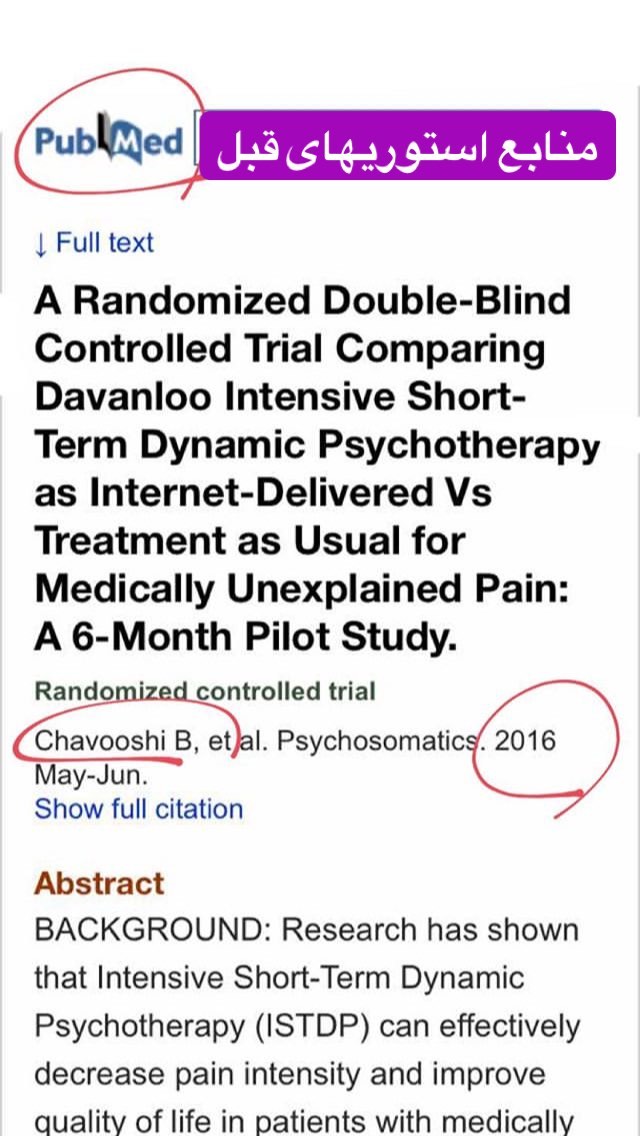 PubMed
منابع استوریهای قبل
↓ Full text
A Randomized Double-Blind
Controlled Trial Comparing
Davanloo Intensive Short-
Term Dynamic Psychotherapy
as Internet-Delivered Vs
Treatment as Usual for
Medically Unexplained Pain:
A 6-Month Pilot Study.
Randomized controlled trial
Chavooshi B, et al. Psychosomatics. 2016
May-Jun.
Show full citation
Abstract
BACKGROUND: Research has shown
that Intensive Short-Term Dynamic
Psychotherapy (ISTDP) can effectively
decrease pain intensity and improve
quality of life in patients with medically